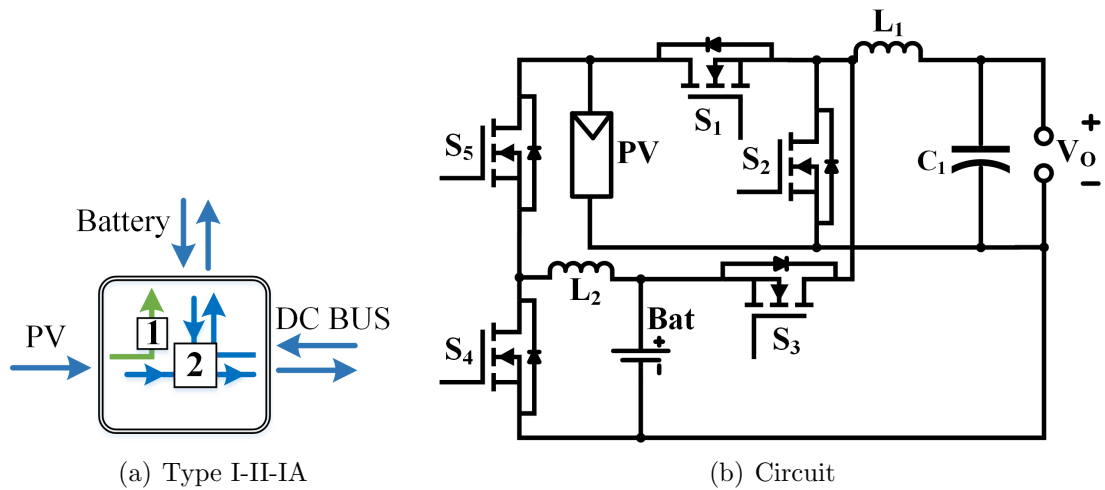 Battery
PV
DC BUS
1
2
(a) Type I-II-IA
L₁
S₁
S₅
PV
S₂
C₁
+
V₀
−
L₂
S₃
Bat
+
-
S₄
(b) Circuit